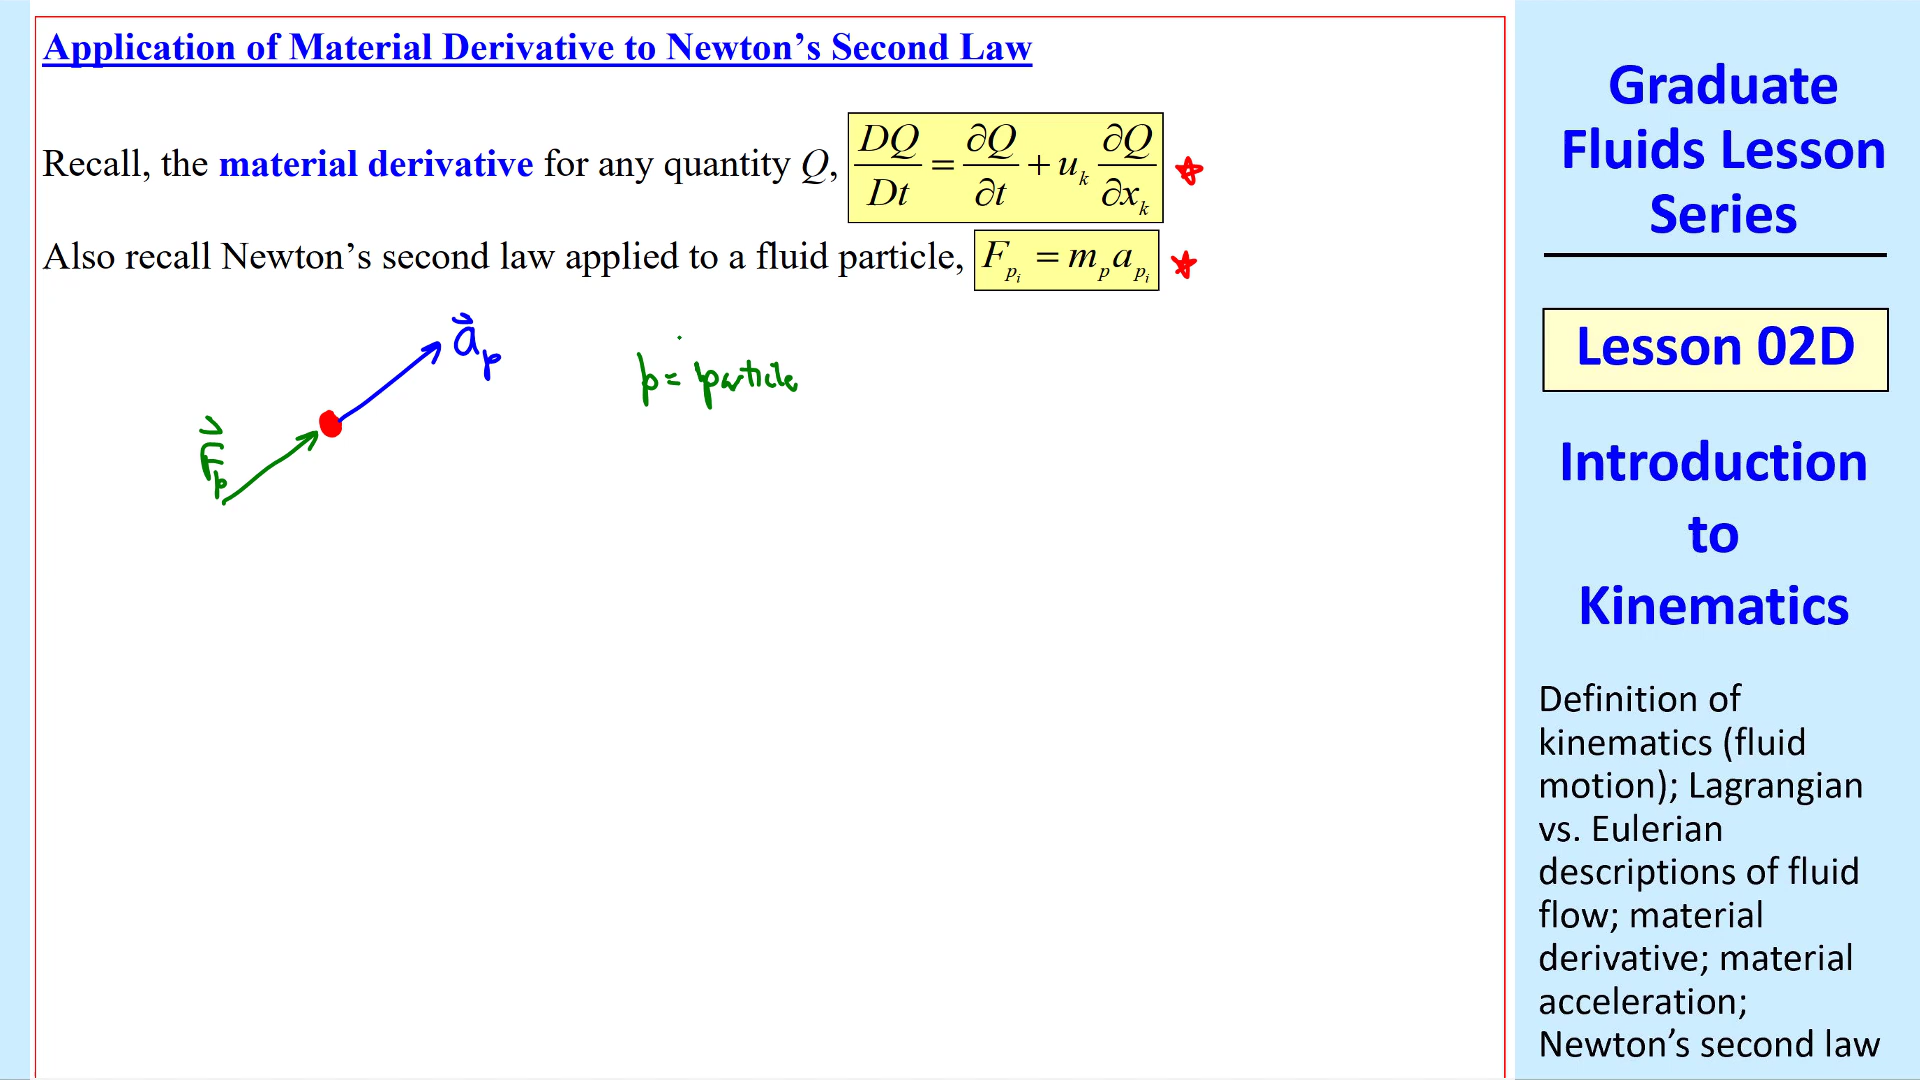 Application of Material Derivative to Newton’s Second Law
Recall, the material derivative for any quantity Q, DQ/Dt = ∂Q/∂t + u_k ∂Q/∂x_k
Also recall Newton’s second law applied to a fluid particle, F_{p_i} = m_p a_{p_i}
a⃗_p
p = particle
F⃗_p
Graduate
Fluids Lesson
Series
Lesson 02D
Introduction
to
Kinematics
Definition of
kinematics (fluid
motion); Lagrangian
vs. Eulerian
descriptions of fluid
flow; material
derivative; material
acceleration;
Newton’s second law